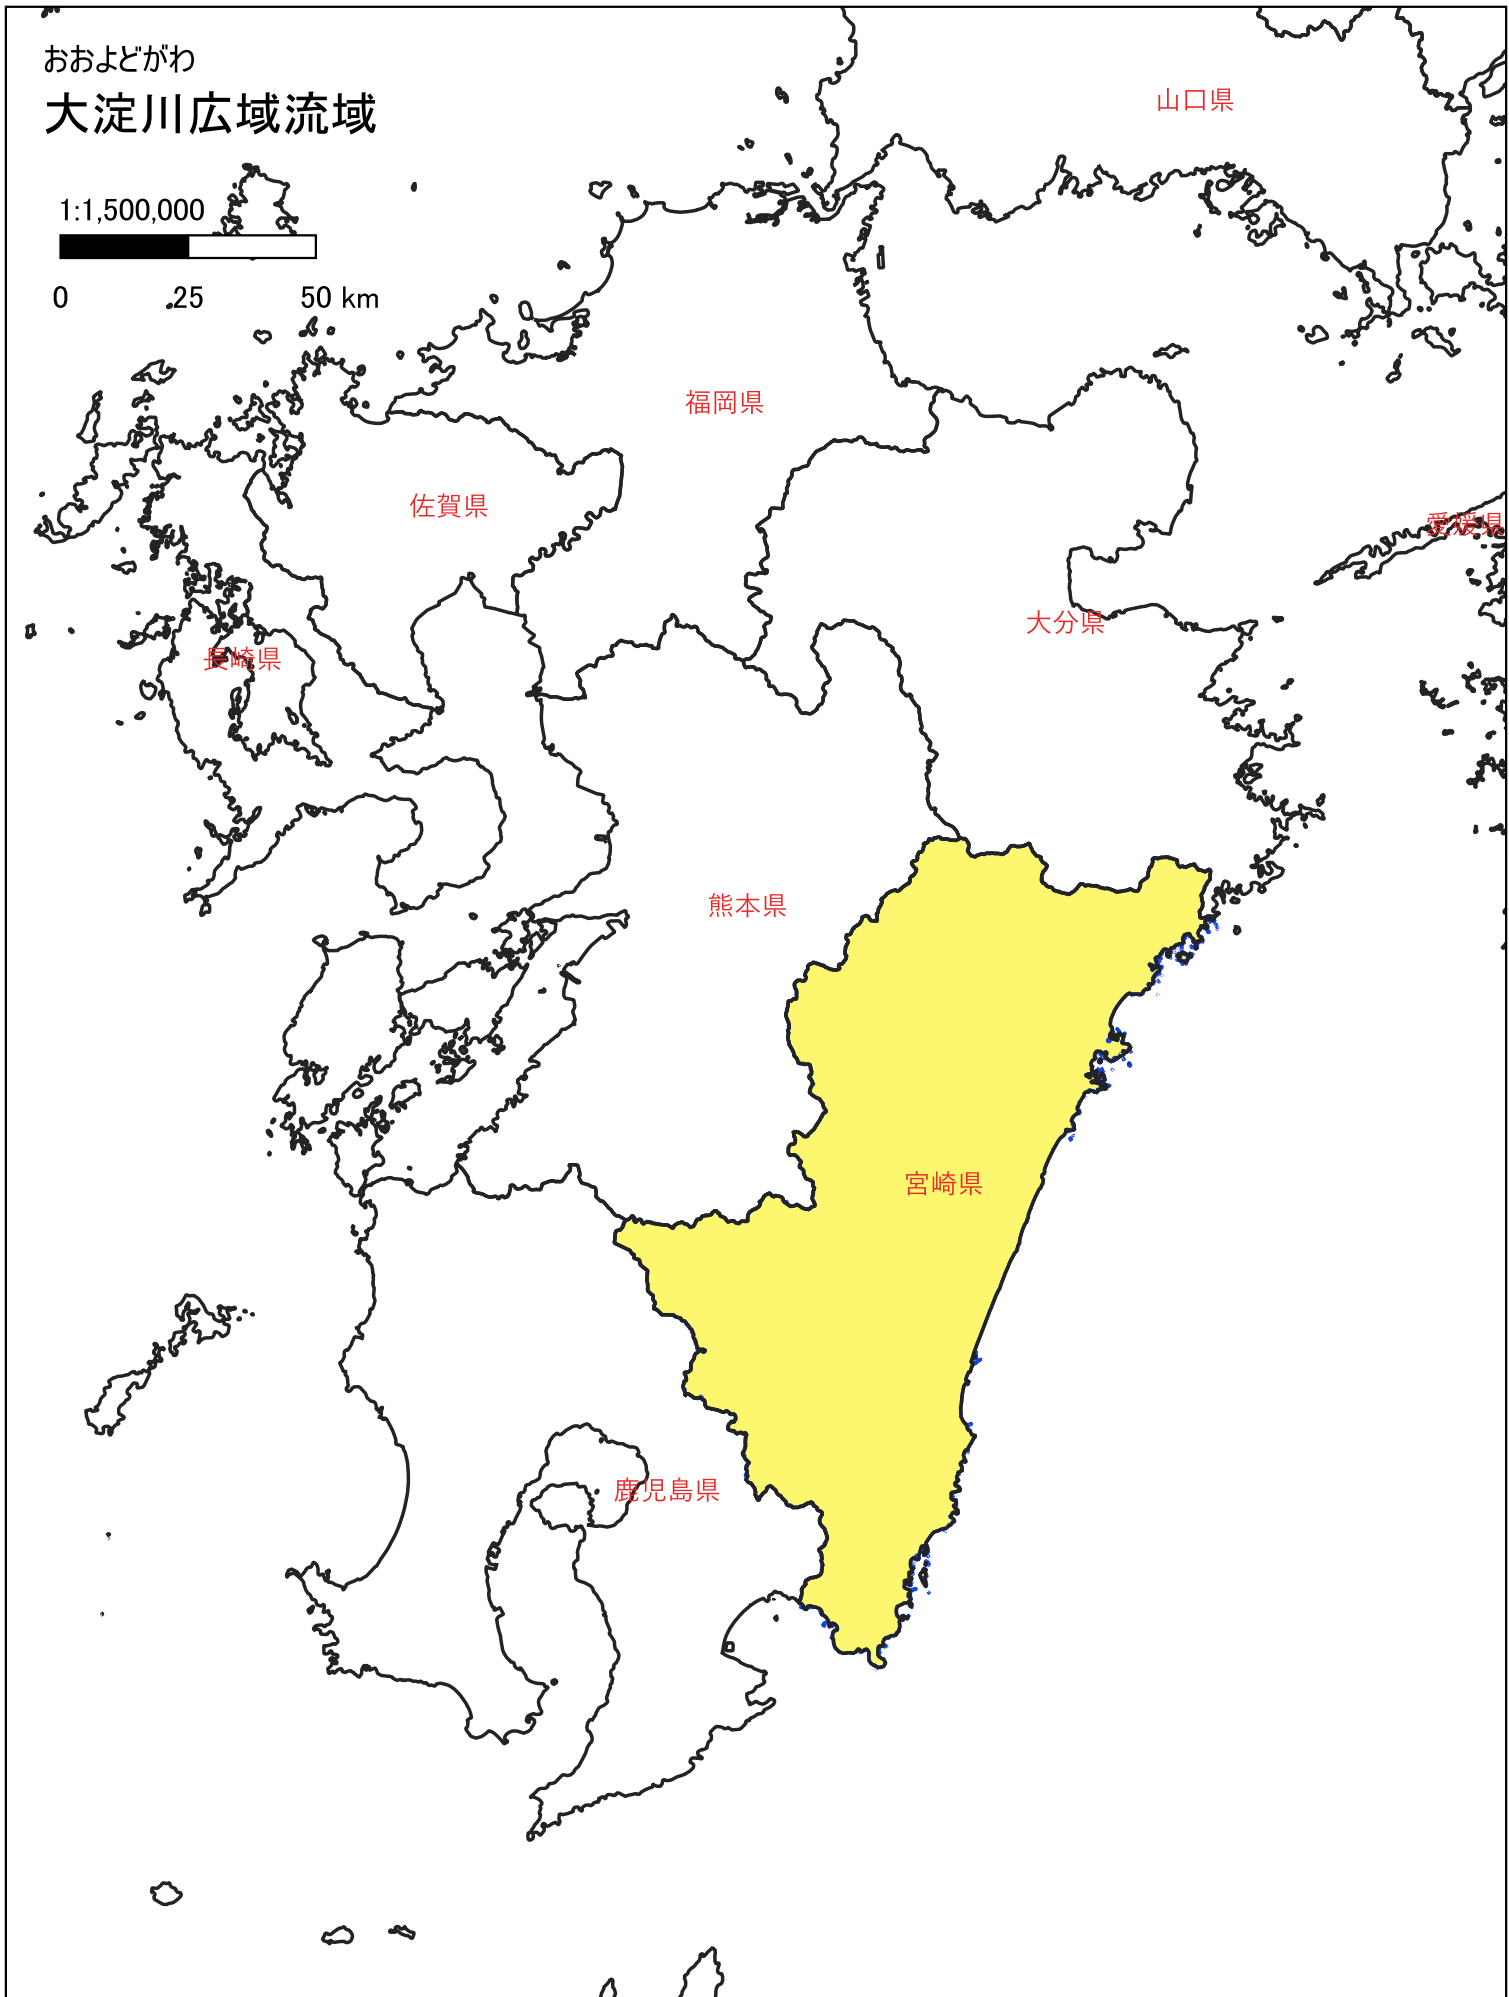 おおよどがわ
大淀川広域流域
1:1,500,000
0 25 50 km
山口県
福岡県
佐賀県
愛媛県
大分県
長崎県
熊本県
宮崎県
鹿児島県